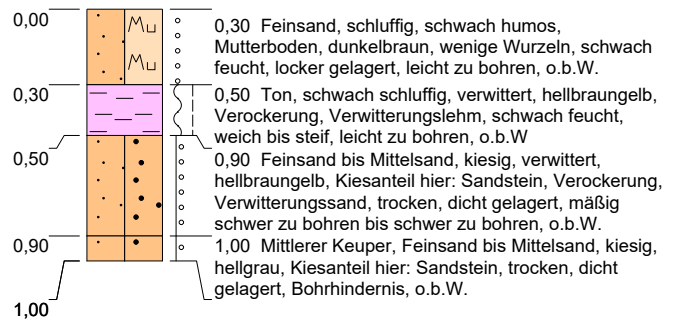 0,00
0,30 Feinsand, schluffig, schwach humos,
Mutterboden, dunkelbraun, wenige Wurzeln, schwach
feucht, locker gelagert, leicht zu bohren, o.b.W.
Mu
Mu
0,30
0,50 Ton, schwach schluffig, verwittert, hellbraungelb,
Verockerung, Verwitterungslehm, schwach feucht,
weich bis steif, leicht zu bohren, o.b.W
0,50
0,90 Feinsand bis Mittelsand, kiesig, verwittert,
hellbraungelb, Kiesanteil hier: Sandstein, Verockerung,
Verwitterungssand, trocken, dicht gelagert, mäßig
schwer zu bohren bis schwer zu bohren, o.b.W.
0,90
1,00 Mittlerer Keuper, Feinsand bis Mittelsand, kiesig,
hellgrau, Kiesanteil hier: Sandstein, trocken, dicht
gelagert, Bohrhindernis, o.b.W.
1,00